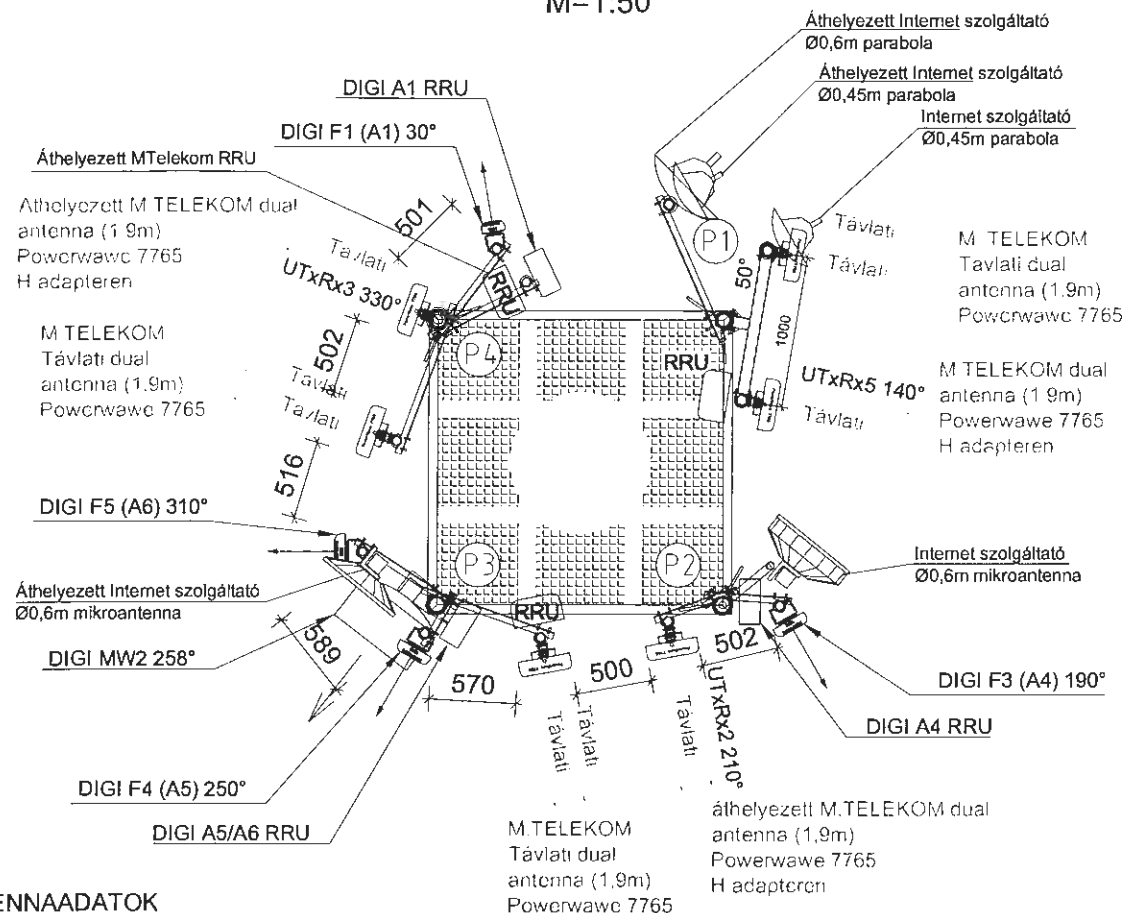 M=1:50
Áthelyezett Internet szolgáltató
Ø0,6m parabola
Áthelyezett Internet szolgáltató
Ø0,45m parabola
Internet szolgáltató
Ø0,45m parabola
DIGI A1 RRU
DIGI F1 (A1) 30°
Áthelyezett MTelekom RRU
Athelyezett M TELEKOM dual
antenna (1 9m)
Powerwawe 7765
H adapteren
501
Távlati
UTxRx3 330°
RRU
P1
50°
1000
Távlati
Távlati
M TELEKOM
Tavlati dual
antenna (1.9m)
Powerwawe 7765
M TELEKOM
Távlati dual
antenna (1.9m)
Powerwawe 7765
502
Távlati
Távlati
P4
RRU
UTxRx5 140°
Távlati
M TELEKOM dual
antenna (1 9m)
Powerwawe 7765
H adapteren
516
DIGI F5 (A6) 310°
P3
P2
Internet szolgáltató
Ø0,6m mikroantenna
Áthelyezett Internet szolgáltató
Ø0,6m mikroantenna
RRU
589
DIGI MW2 258°
570
500
502
DIGI F3 (A4) 190°
DIGI A4 RRU
Távlati
Távlati
Távlati
UTxRx2 210°
DIGI F4 (A5) 250°
DIGI A5/A6 RRU
M.TELEKOM
Távlati dual
antenna (1,9m)
Powerwawe 7765
áthelyezett M.TELEKOM dual
antenna (1,9m)
Powerwawe 7765
H adapteren
ENNAADATOK